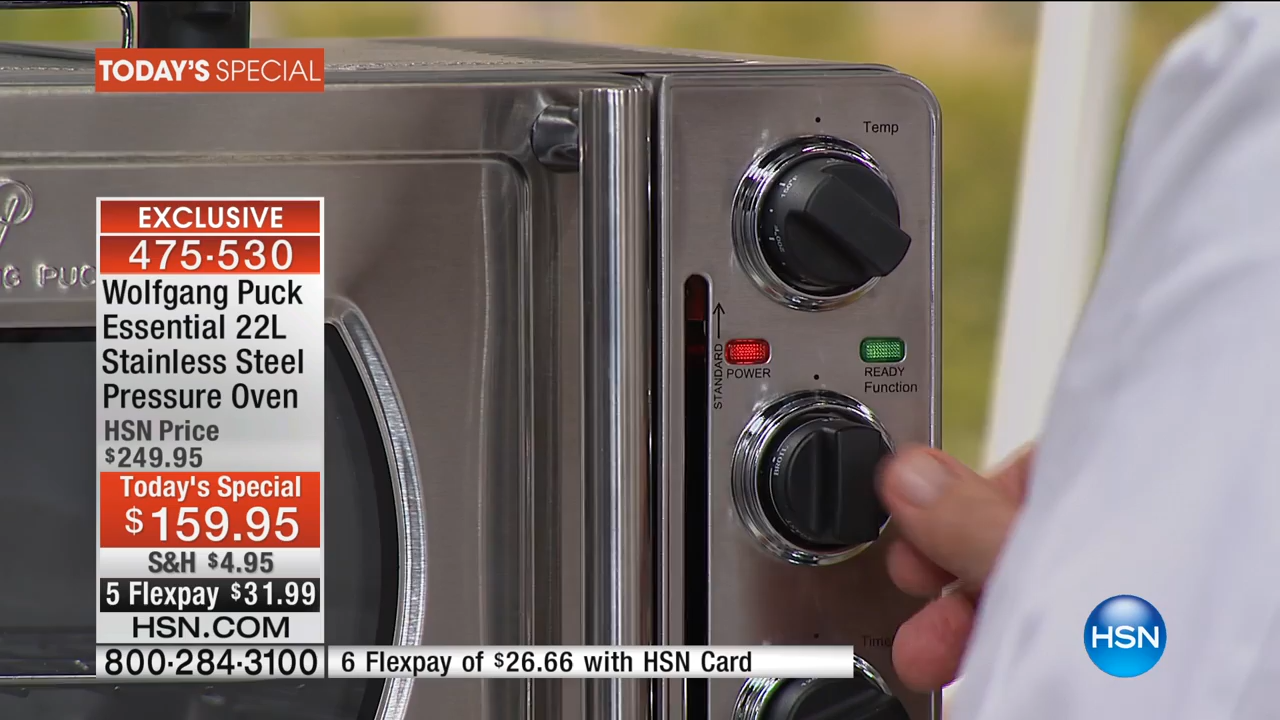 TODAY'S SPECIAL
EXCLUSIVE
475·530
Wolfgang Puck
Essential 22L
Stainless Steel
Pressure Oven
HSN Price
$249.95
Today's Special
$159.95
S&H $4.95
5 Flexpay $31.99
HSN.COM
800·284·3100
6 Flexpay of $26.66 with HSN Card
Temp
STANDARD
POWER
READY
Function
BROIL
Time
HSN